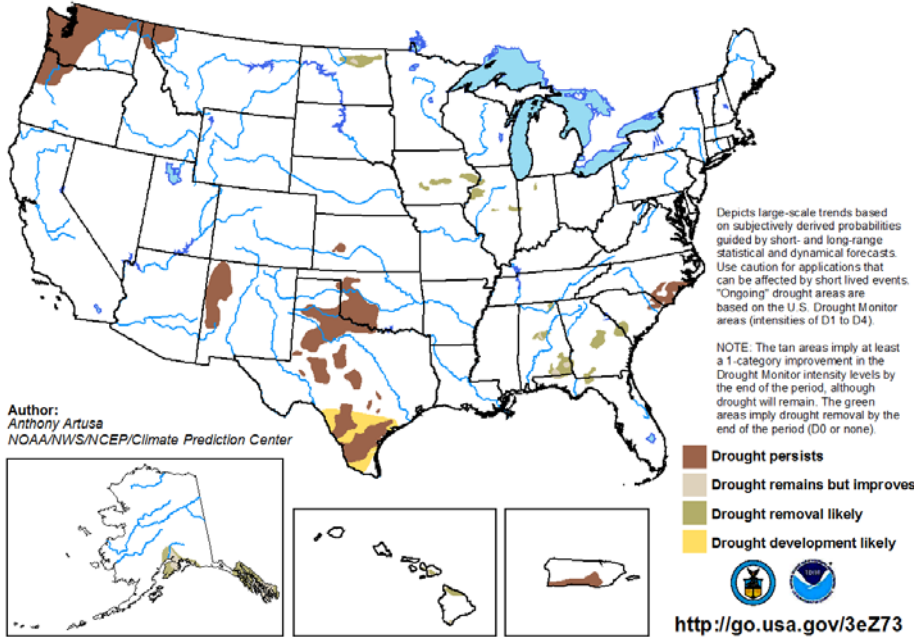 Depicts large-scale trends based
on subjectively derived probabilities
guided by short- and long-range
statistical and dynamical forecasts.
Use caution for applications that
can be affected by short lived events.
"Ongoing" drought areas are
based on the U.S. Drought Monitor
areas (intensities of D1 to D4).
NOTE: The tan areas imply at least
a 1-category improvement in the
Drought Monitor intensity levels by
the end of the period, although
drought will remain. The green
areas imply drought removal by the
end of the period (D0 or none).
Author:
Anthony Artusa
NOAA/NWS/NCEP/Climate Prediction Center
Drought persists
Drought remains but improves
Drought removal likely
Drought development likely
http://go.usa.gov/3eZ73